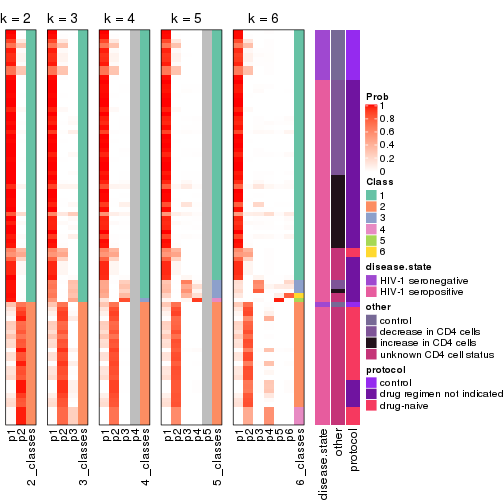 k = 2
k = 3
k = 4
k = 5
k = 6
p1
p2
2_classes
p1
p2
p3
3_classes
p1
p2
p3
p4
4_classes
p1
p2
p3
p4
p5
5_classes
p1
p2
p3
p4
p5
p6
6_classes
disease.state
other
protocol
Prob
1
0.8
0.6
0.4
0.2
0
Class
1
2
3
4
5
6
disease.state
HIV-1 seronegative
HIV-1 seropositive
other
control
decrease in CD4 cells
increase in CD4 cells
unknown CD4 cell status
protocol
control
drug regimen not indicated
drug-naive